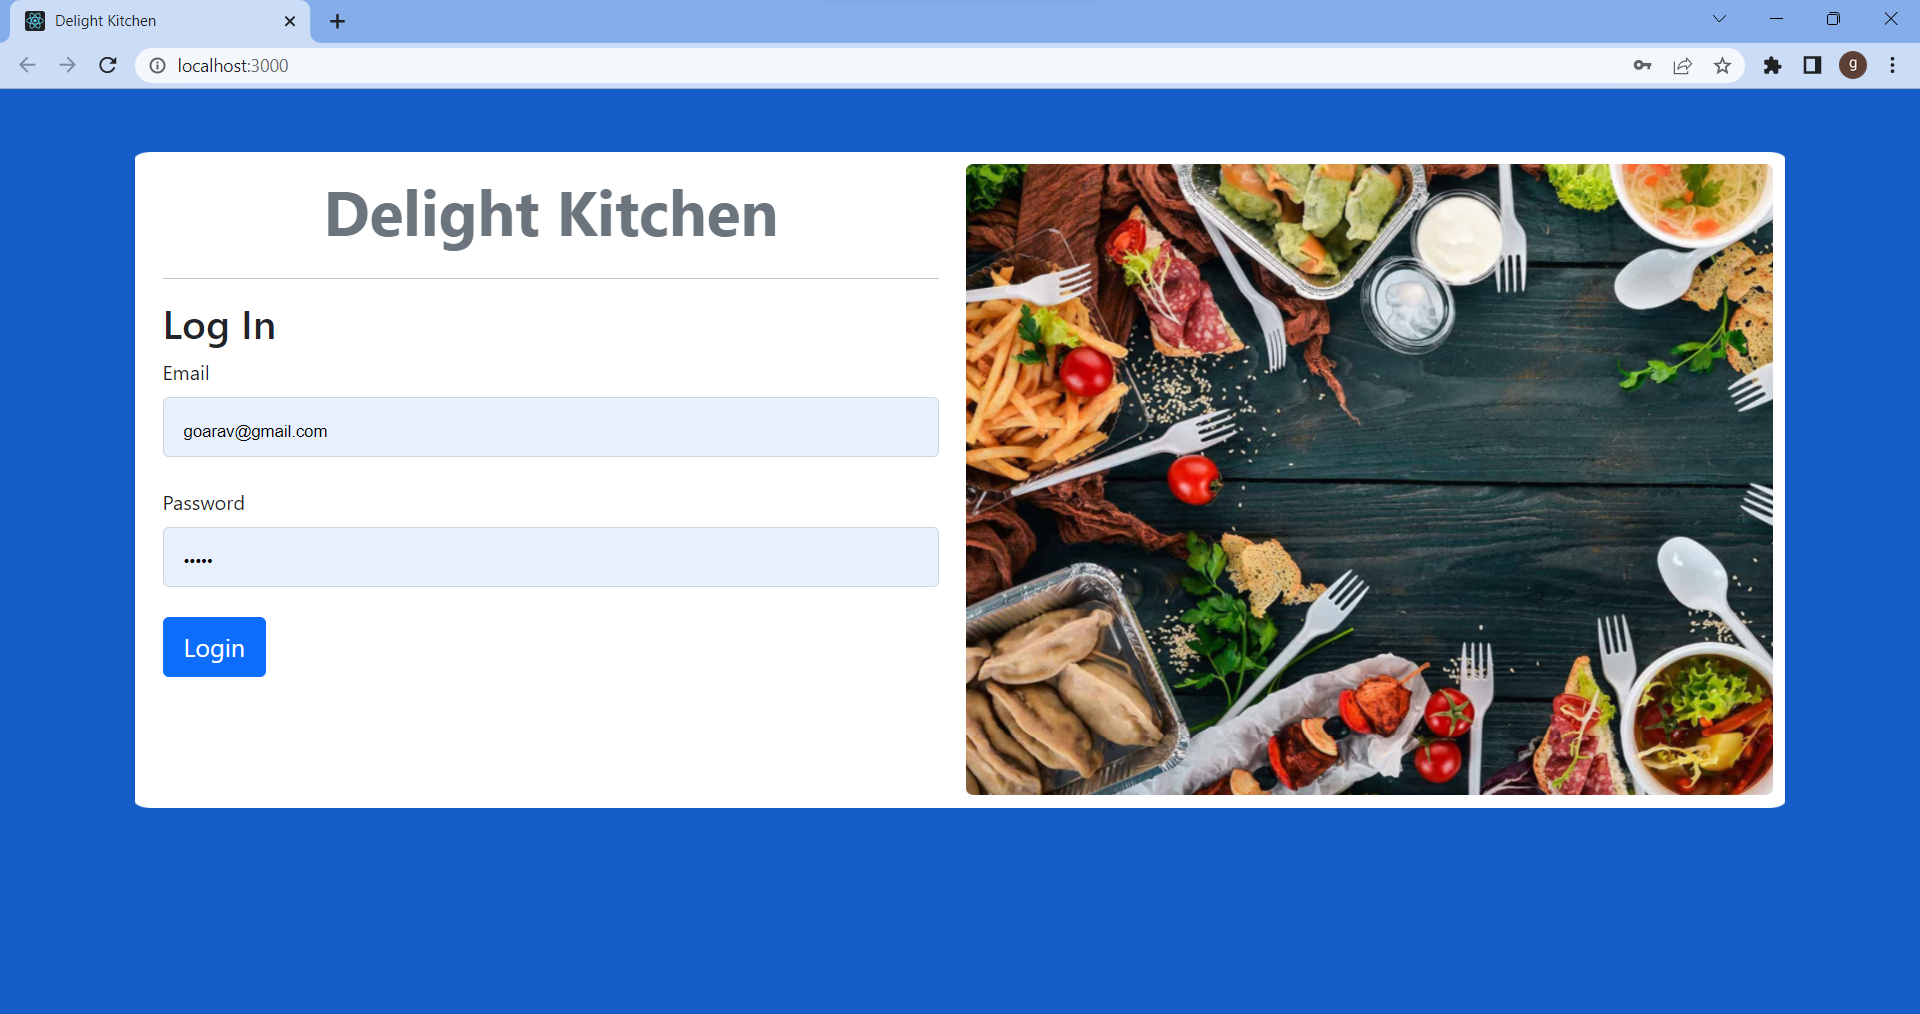 Delight Kitchen
localhost:3000
g
Delight Kitchen
Log In
Email
goarav@gmail.com
Password
•••••
Login